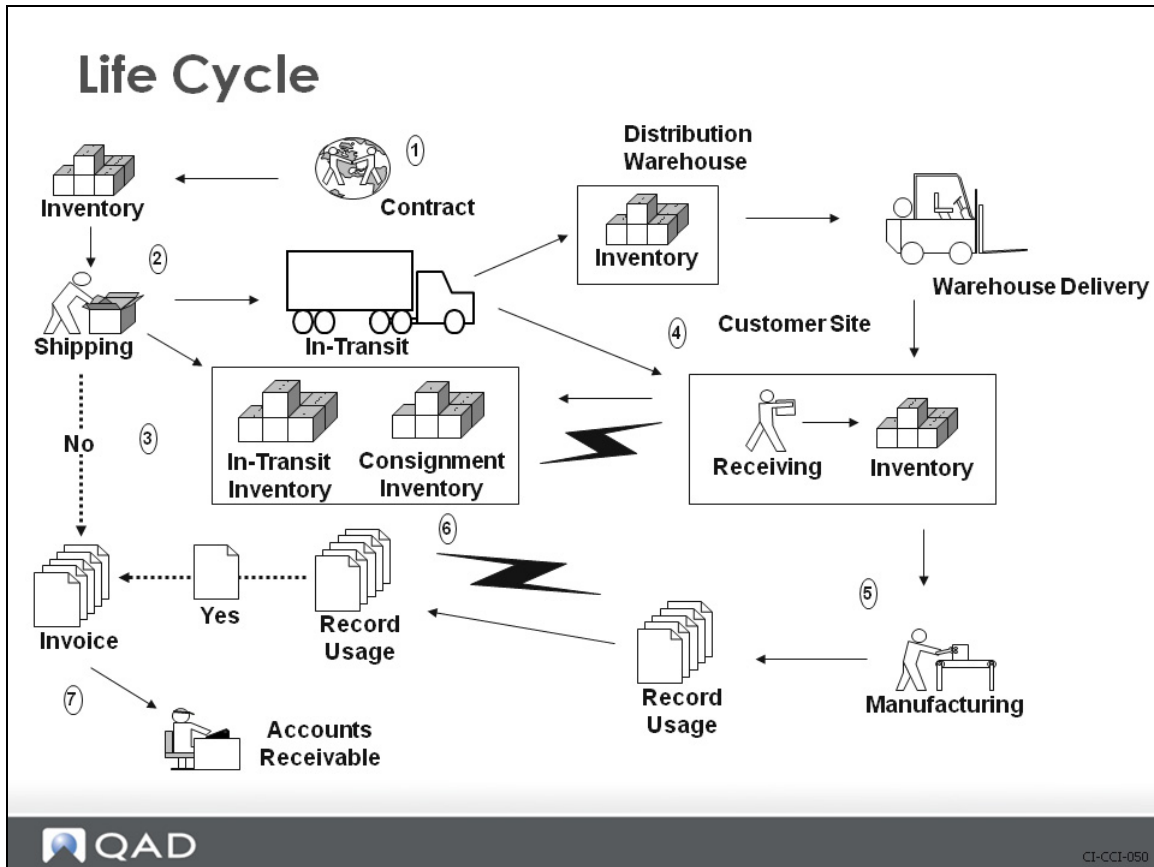 Life Cycle
1
Contract
Inventory
Distribution
Warehouse
Inventory
Warehouse Delivery
2
Shipping
In-Transit
4
Customer Site
No
3
In-Transit
Inventory
Consignment
Inventory
Receiving
Inventory
6
Invoice
Yes
Record
Usage
5
Record
Usage
Manufacturing
7
Accounts
Receivable
QAD
CI-CCI-050